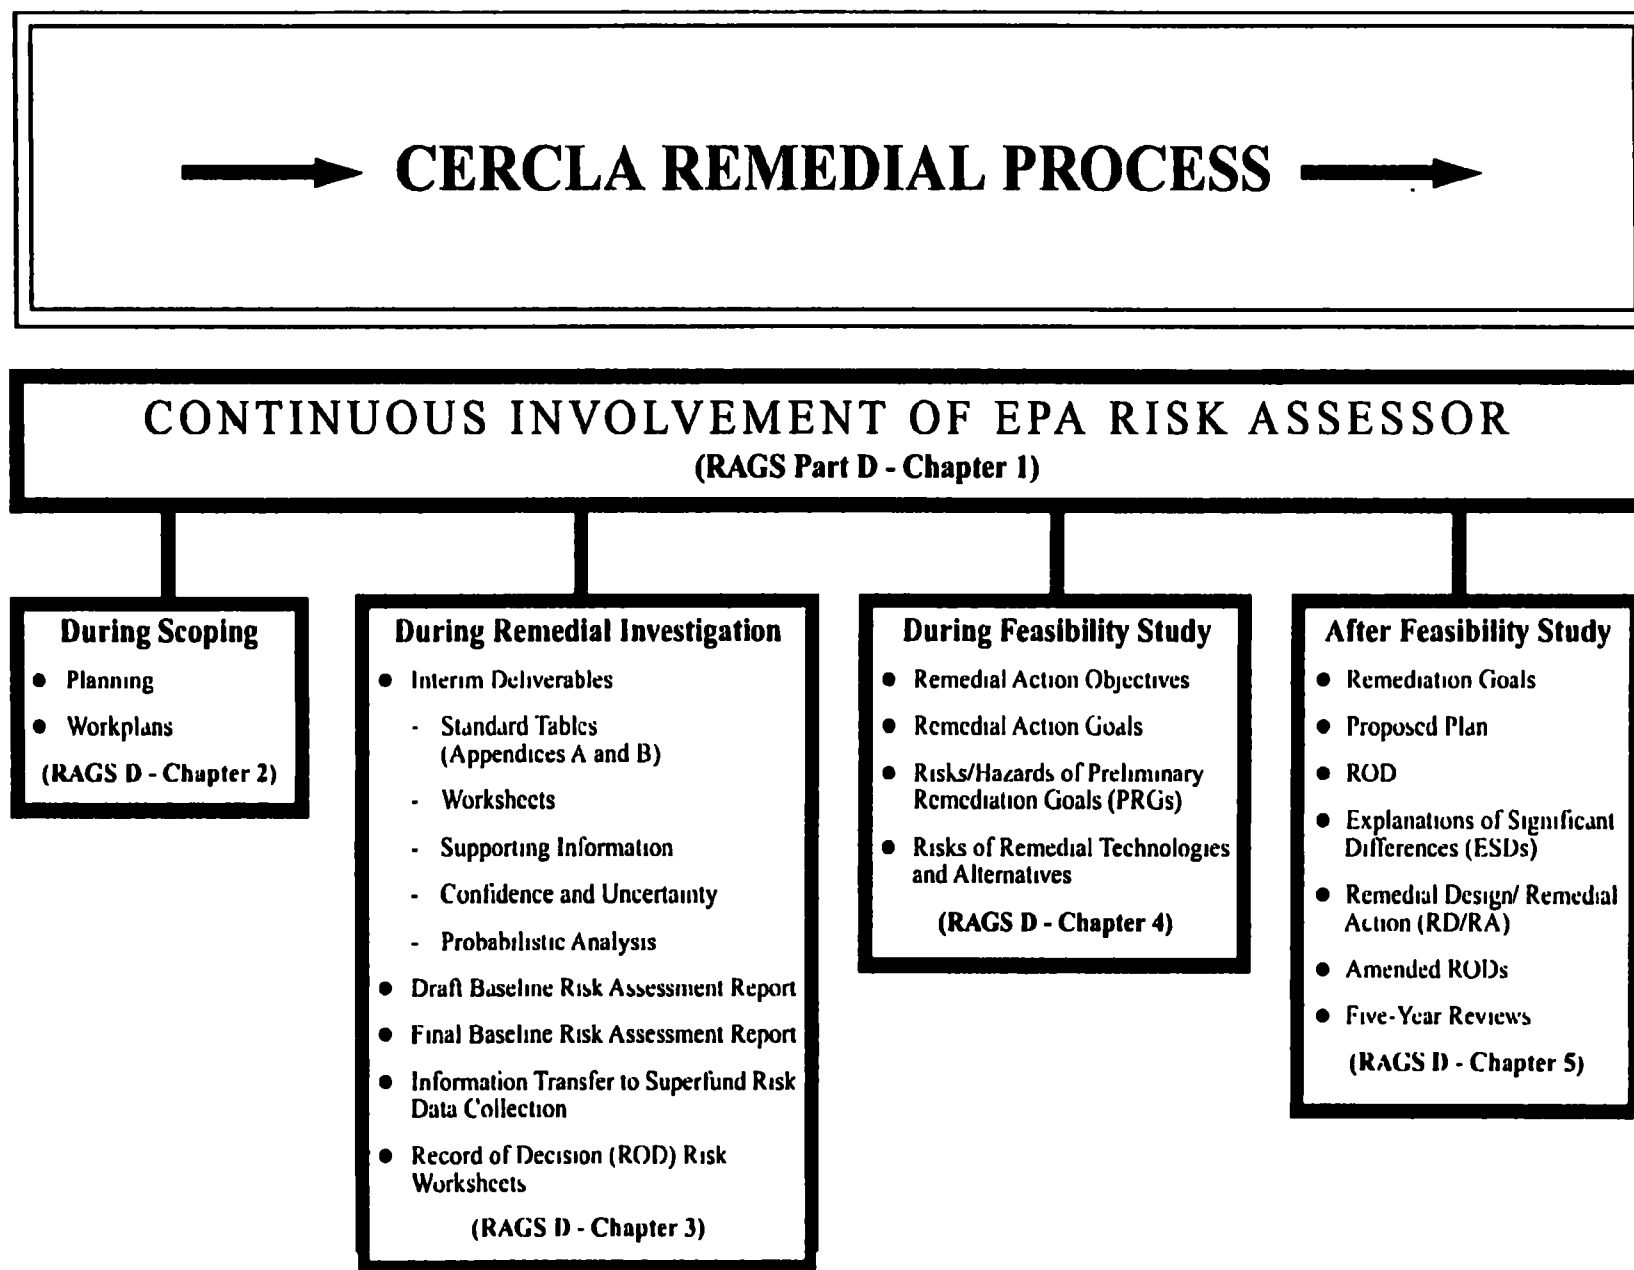 CERCLA REMEDIAL PROCESS
CONTINUOUS INVOLVEMENT OF EPA RISK ASSESSOR
(RAGS Part D - Chapter 1)
During Scoping
● Planning
● Workplans
(RAGS D - Chapter 2)
During Remedial Investigation
● Interim Deliverables
- Standard Tables
(Appendices A and B)
- Worksheets
- Supporting Information
- Confidence and Uncertainty
- Probabilistic Analysis
● Draft Baseline Risk Assessment Report
● Final Baseline Risk Assessment Report
● Information Transfer to Superfund Risk
Data Collection
● Record of Decision (ROD) Risk
Worksheets
(RAGS D - Chapter 3)
During Feasibility Study
● Remedial Action Objectives
● Remedial Action Goals
● Risks/Hazards of Preliminary
Remediation Goals (PRGs)
● Risks of Remedial Technologies
and Alternatives
(RAGS D - Chapter 4)
After Feasibility Study
● Remediation Goals
● Proposed Plan
● ROD
● Explanations of Significant
Differences (ESDs)
● Remedial Design/ Remedial
Action (RD/RA)
● Amended RODs
● Five-Year Reviews
(RAGS D - Chapter 5)